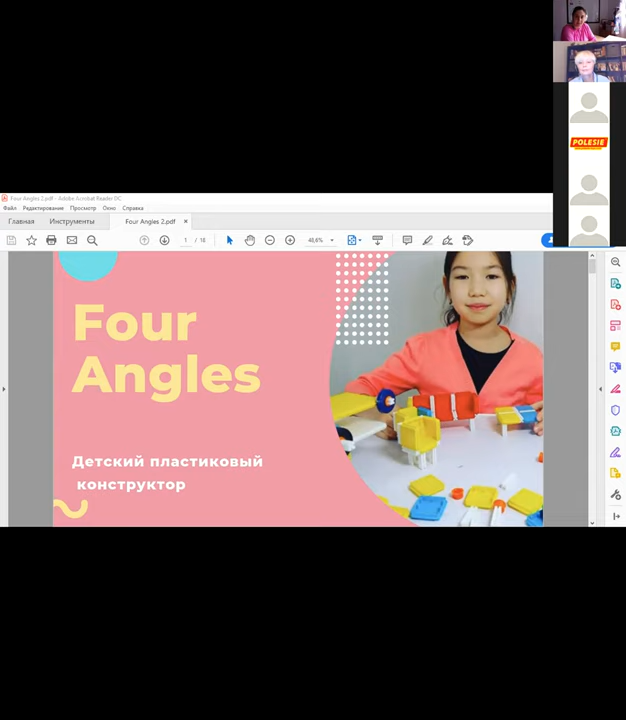 POLESIE
Four Angles 2.pdf - Adobe Acrobat Reader DC
Файл Редактирование Просмотр Окно Справка
Главная Инструменты Four Angles 2.pdf ×
1 / 18 48,6%
Four
Angles
Детский пластиковый
конструктор